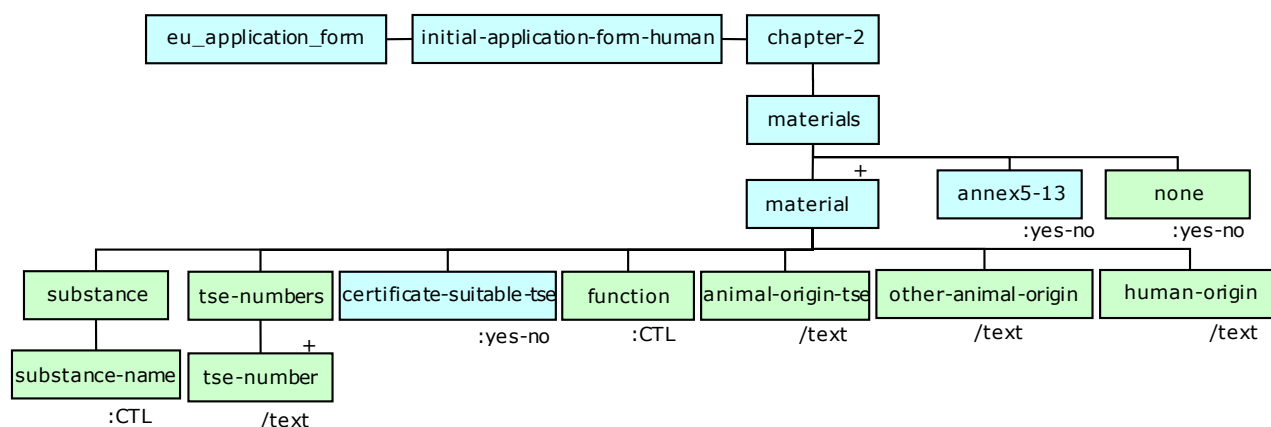 eu_application_form
initial-application-form-human
chapter-2
materials
+
material
annex5-13
none
:yes-no
:yes-no
substance
tse-numbers
certificate-suitable-tse
function
animal-origin-tse
other-animal-origin
human-origin
:yes-no
:CTL
/text
/text
/text
+
substance-name
tse-number
:CTL
/text